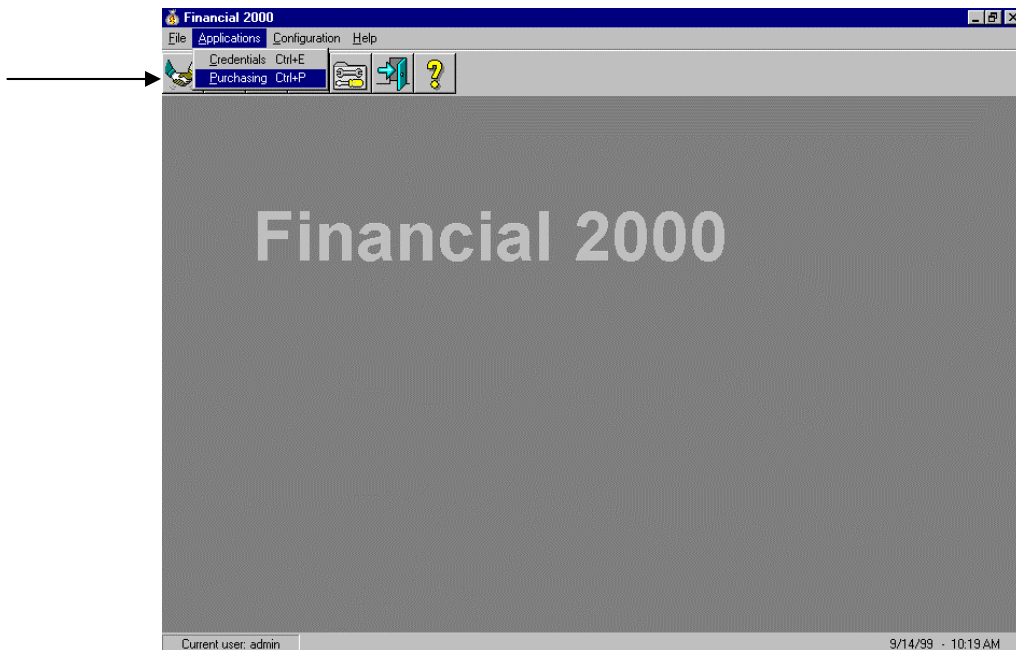 Financial 2000
File Applications Configuration Help
Credentials Ctrl+E
Purchasing Ctrl+P
?
Financial 2000
Current user: admin 9/14/99 - 10:19 AM